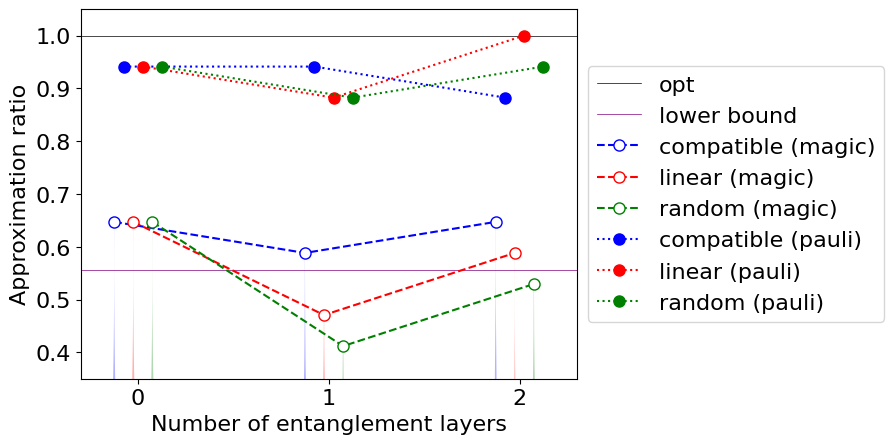 1.0
0.9
0.8
0.7
0.6
0.5
0.4
Approximation ratio
0 1 2
Number of entanglement layers
opt
lower bound
compatible (magic)
linear (magic)
random (magic)
compatible (pauli)
linear (pauli)
random (pauli)